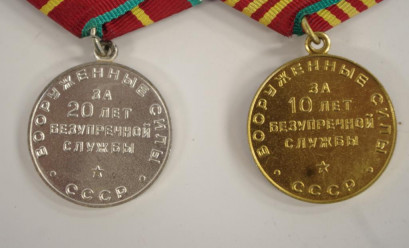 ВООРУЖЕННЫЕ СИЛЫ
ЗА
20 ЛЕТ
БЕЗУПРЕЧНОЙ
СЛУЖБЫ
СССР
ВООРУЖЕННЫЕ СИЛЫ
ЗА
10 ЛЕТ
БЕЗУПРЕЧНОЙ
СЛУЖБЫ
СССР